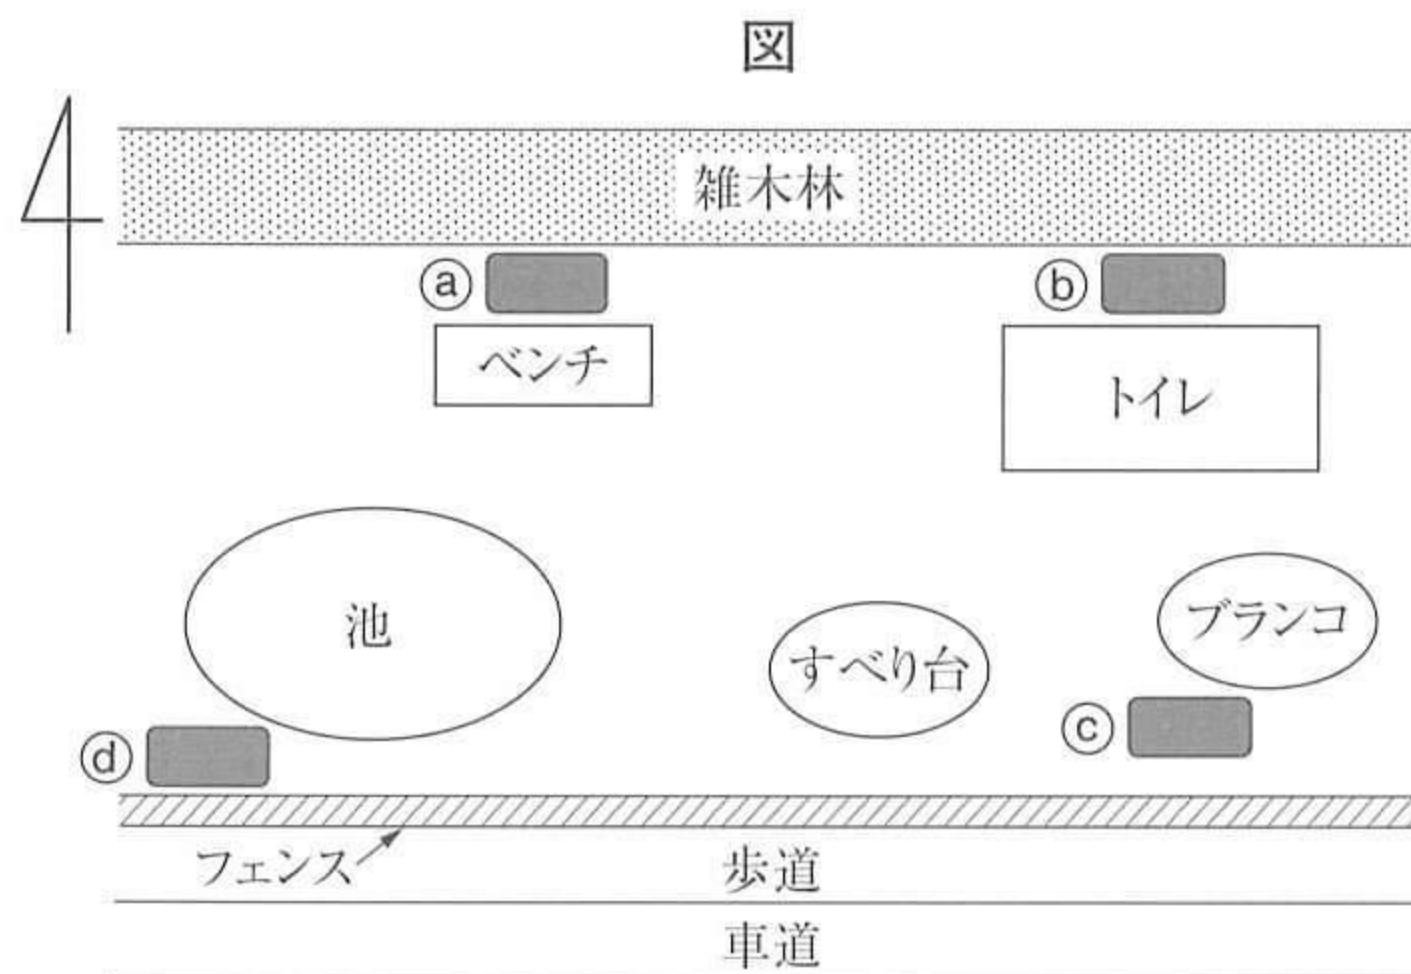 図
雑木林
ⓐ
ⓑ
ベンチ
トイレ
池
すべり台
ブランコ
ⓒ
ⓓ
フェンス
歩道
車道